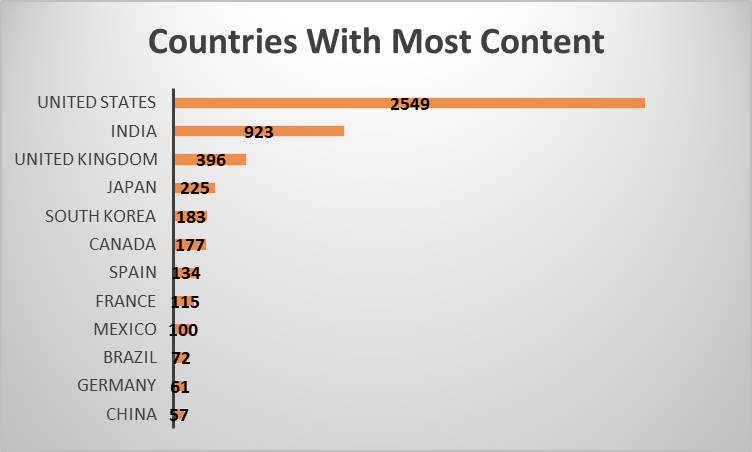 Countries With Most Content
UNITED STATES 2549
INDIA 923
UNITED KINGDOM 396
JAPAN 225
SOUTH KOREA 183
CANADA 177
SPAIN 134
FRANCE 115
MEXICO 100
BRAZIL 72
GERMANY 61
CHINA 57